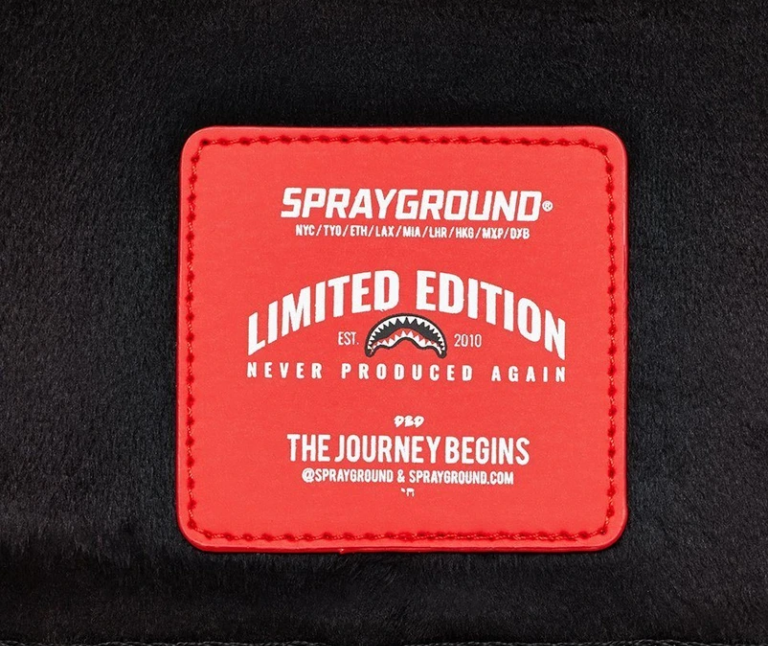 SPRAYGROUND®
NYC/TYO/ETH/LAX/MIA/LHR/HKG/MXP/DXB
LIMITED EDITION
EST. 2010
NEVER PRODUCED AGAIN
DBD
THE JOURNEY BEGINS
@SPRAYGROUND & SPRAYGROUND.COM